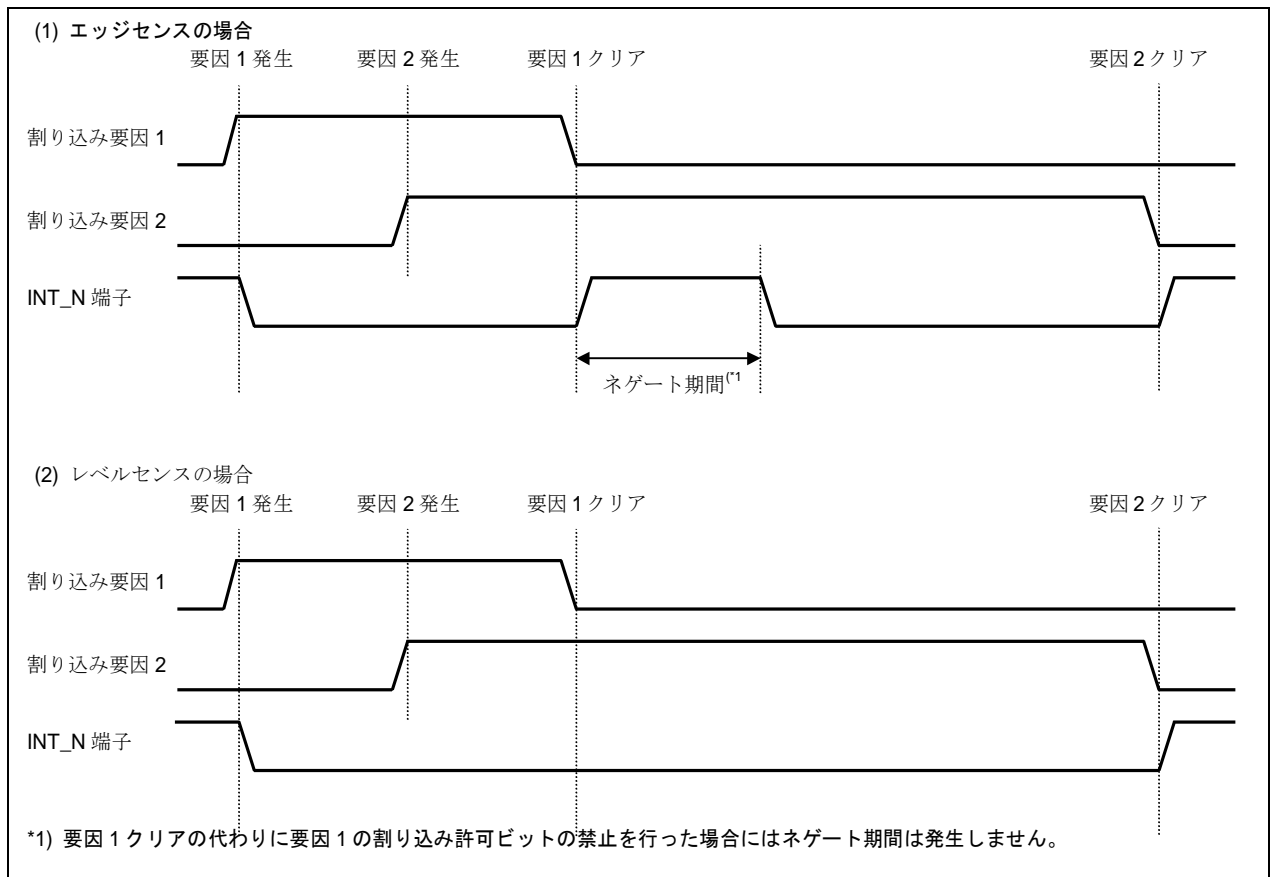 (1) エッジセンスの場合
要因 1 発生 要因 2 発生 要因 1 クリア 要因 2 クリア
割り込み要因 1
割り込み要因 2
INT_N 端子
ネゲート期間(*1
(2) レベルセンスの場合
要因 1 発生 要因 2 発生 要因 1 クリア 要因 2 クリア
割り込み要因 1
割り込み要因 2
INT_N 端子
*1) 要因 1 クリアの代わりに要因 1 の割り込み許可ビットの禁止を行った場合にはネゲート期間は発生しません。